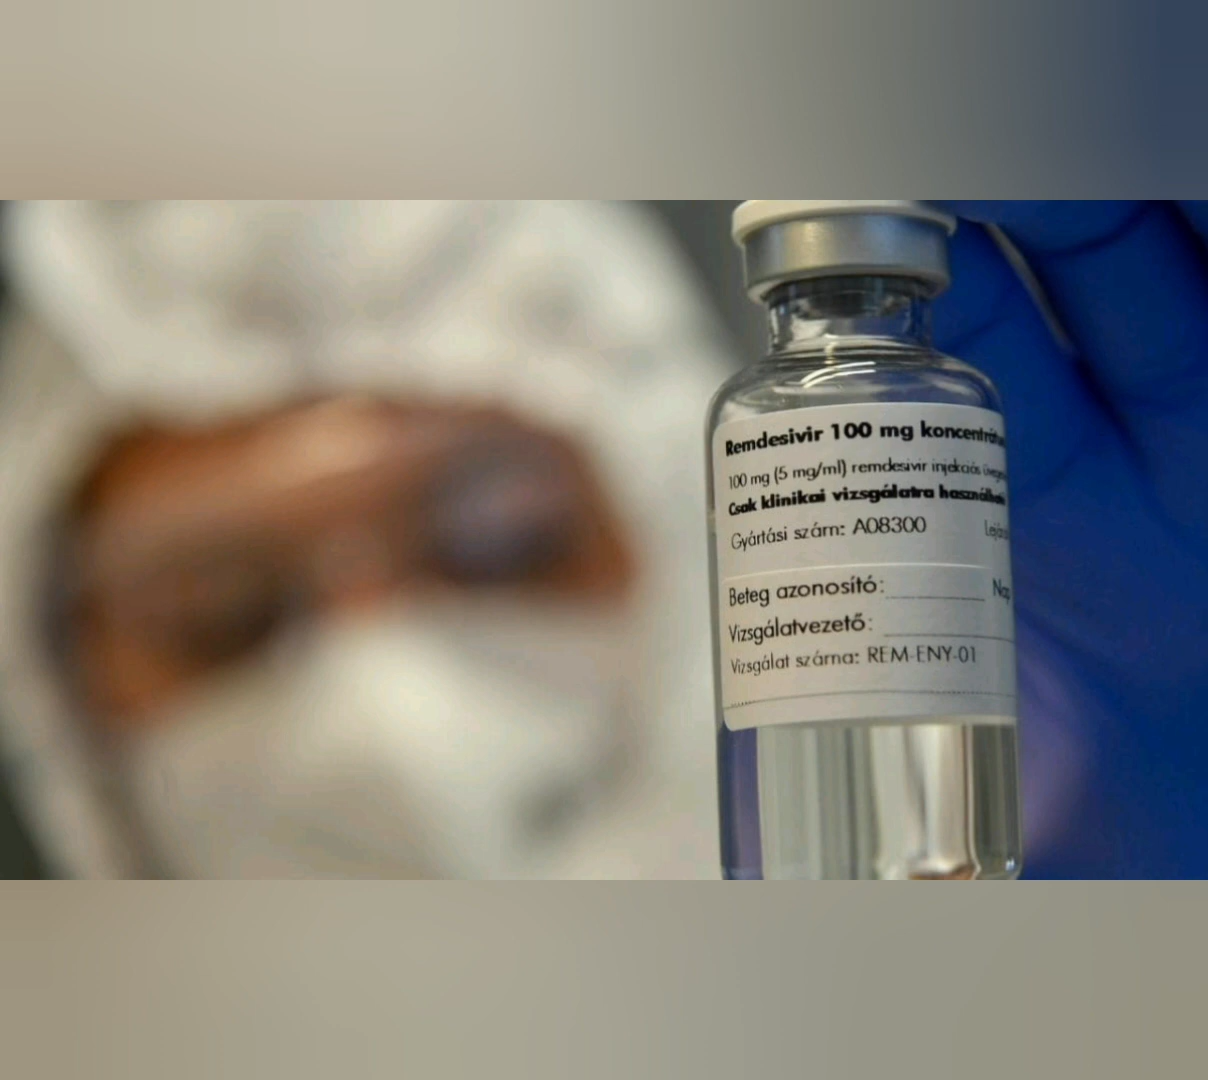 Remdesivir 100 mg
100 mg (5 mg/ml) remdesivir injekciós
Csak klinikai vizsgálatra
Gyártási szám: A08300
Beteg azonosító:
Vizsgálatvezető:
Vizsgálat száma: REM-ENY-01